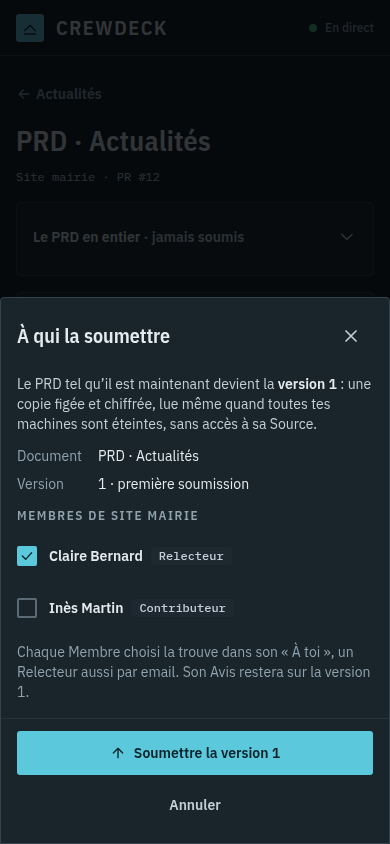 CREWDECK
En direct
← Actualités
PRD · Actualités
Site mairie · PR #12
Le PRD en entier · jamais soumis
À qui la soumettre
Le PRD tel qu’il est maintenant devient la version 1 : une
copie figée et chiffrée, lue même quand toutes tes
machines sont éteintes, sans accès à sa Source.
Document PRD · Actualités
Version 1 · première soumission
MEMBRES DE SITE MAIRIE
Claire Bernard Relecteur
Inès Martin Contributeur
Chaque Membre choisi la trouve dans son « À toi », un
Relecteur aussi par email. Son Avis restera sur la version
1.
↑ Soumettre la version 1
Annuler